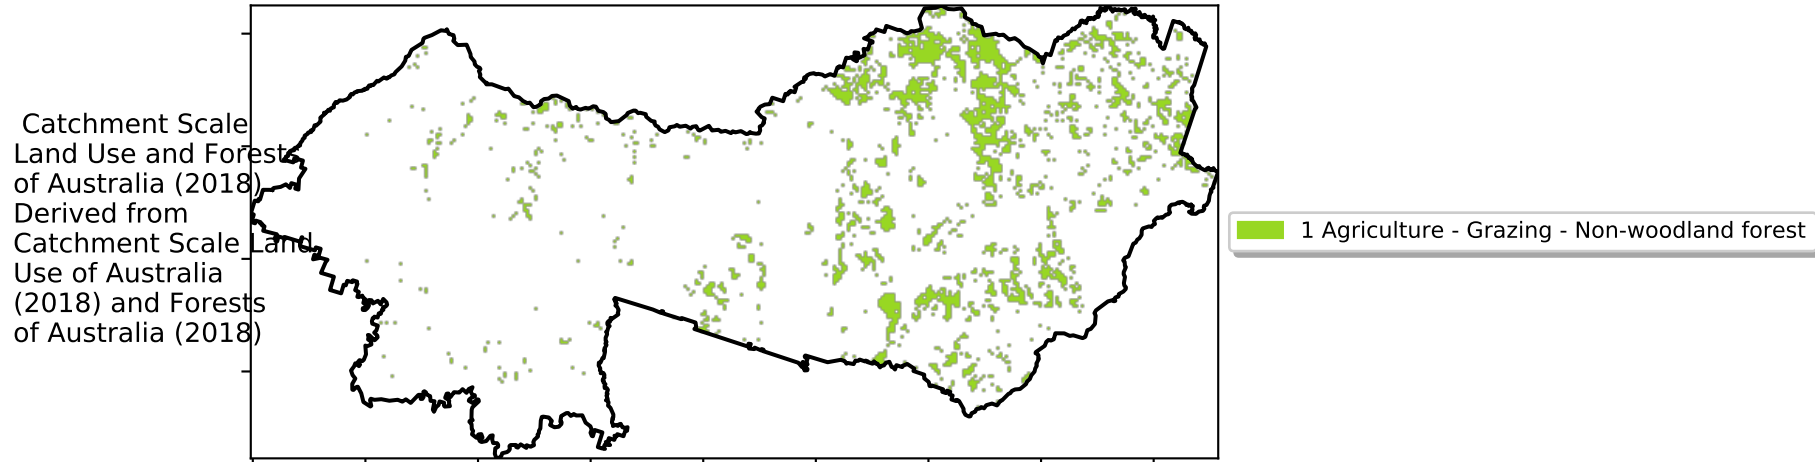 Catchment Scale
Land Use and Forest
of Australia (2018)
Derived from
Catchment Scale Land
Use of Australia
(2018) and Forests
of Australia (2018)
1 Agriculture - Grazing - Non-woodland forest